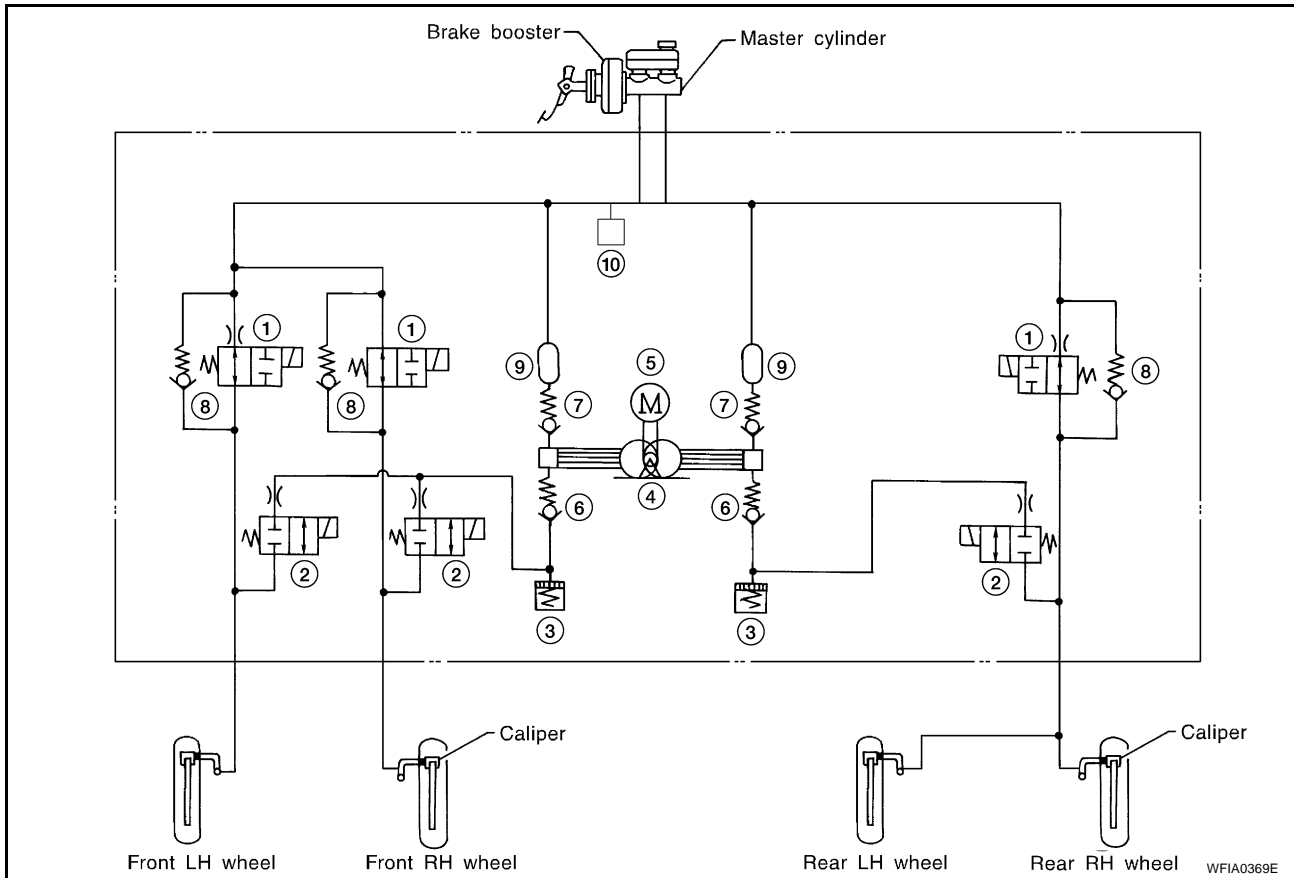 Brake booster
Master cylinder
10
1
1
1
8
8
8
9
5
9
7
M
7
6
4
6
2
2
2
3
3
Caliper
Caliper
Front LH wheel
Front RH wheel
Rear LH wheel
Rear RH wheel
WFIA0369E